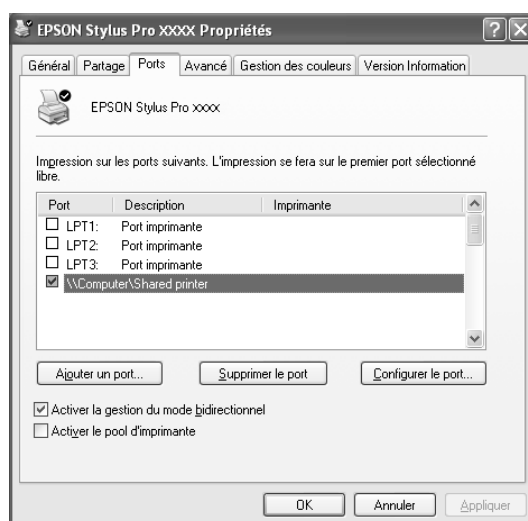 EPSON Stylus Pro XXXX Propriétés
Général Partage Ports Avancé Gestion des couleurs Version Information
EPSON Stylus Pro xxxx
Impression sur les ports suivants. L'impression se fera sur le premier port sélectionné
libre.
Port Description Imprimante
LPT1: Port imprimante
LPT2: Port imprimante
LPT3: Port imprimante
\\Computer\Shared printer
Ajouter un port... Supprimer le port Configurer le port...
Activer la gestion du mode bidirectionnel
Activer le pool d'imprimante
OK Annuler Appliquer